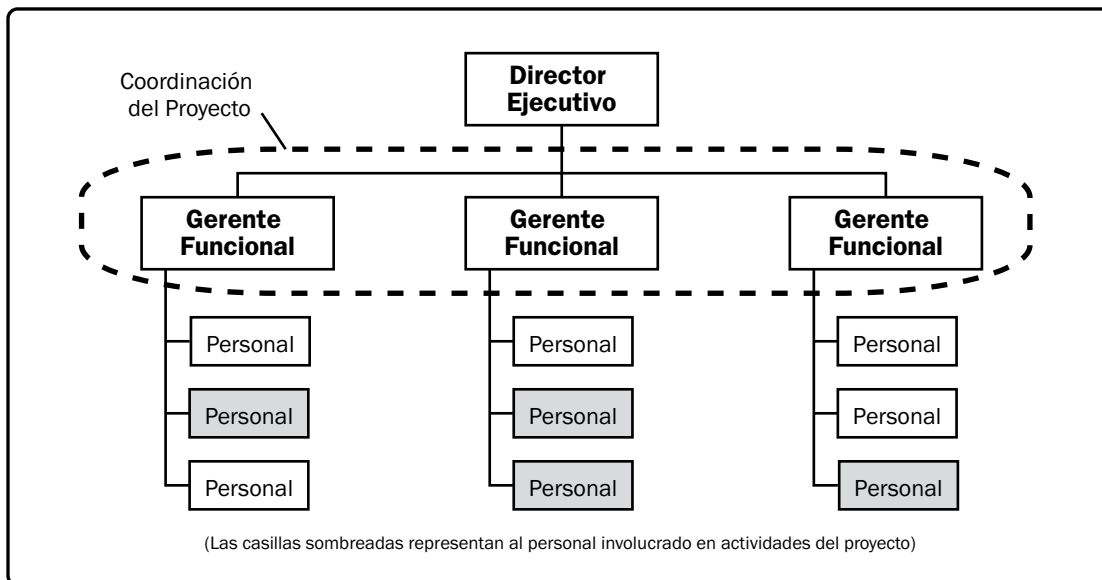 Coordinación
del Proyecto
Director
Ejecutivo
Gerente
Funcional
Gerente
Funcional
Gerente
Funcional
Personal
Personal
Personal
Personal
Personal
Personal
Personal
Personal
Personal
(Las casillas sombreadas representan al personal involucrado en actividades del proyecto)